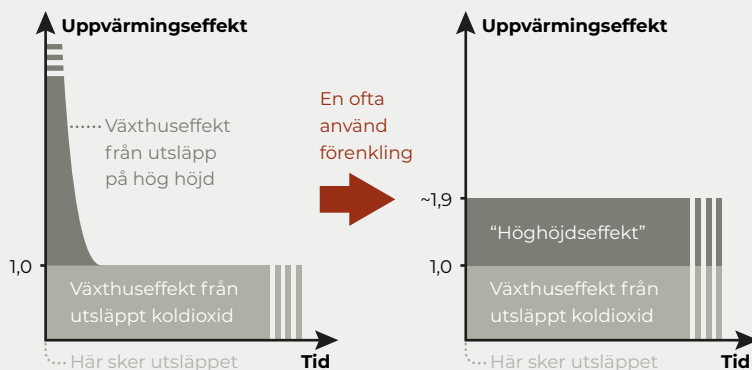 Uppvärmingseffekt
Växthuseffekt
från utsläpp
på hög höjd
1,0
Växthuseffekt från
utsläppt koldioxid
Här sker utsläppet
Tid
En ofta
använd
förenkling
Uppvärmingseffekt
~1,9
“Höghöjdseffekt”
1,0
Växthuseffekt från
utsläppt koldioxid
Här sker utsläppet
Tid